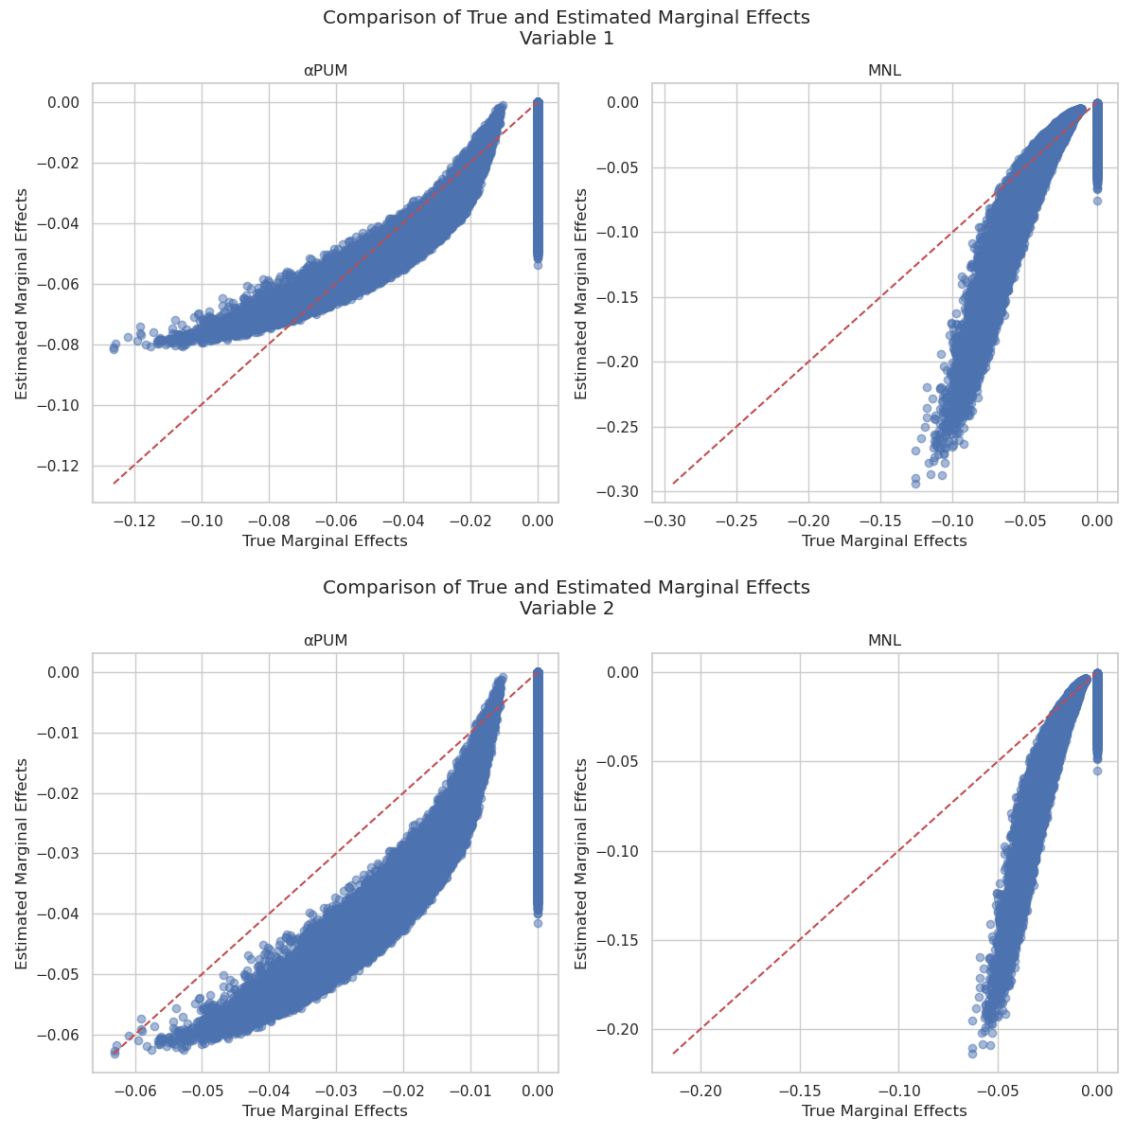 Comparison of True and Estimated Marginal Effects
Variable 1
αPUM
MNL
0.00
−0.02
−0.04
−0.06
−0.08
−0.10
−0.12
Estimated Marginal Effects
−0.12 −0.10 −0.08 −0.06 −0.04 −0.02 0.00
True Marginal Effects
0.00
−0.05
−0.10
−0.15
−0.20
−0.25
−0.30
Estimated Marginal Effects
−0.30 −0.25 −0.20 −0.15 −0.10 −0.05 0.00
True Marginal Effects
Comparison of True and Estimated Marginal Effects
Variable 2
αPUM
MNL
0.00
−0.01
−0.02
−0.03
−0.04
−0.05
−0.06
Estimated Marginal Effects
−0.06 −0.05 −0.04 −0.03 −0.02 −0.01 0.00
True Marginal Effects
0.00
−0.05
−0.10
−0.15
−0.20
Estimated Marginal Effects
−0.20 −0.15 −0.10 −0.05 0.00
True Marginal Effects